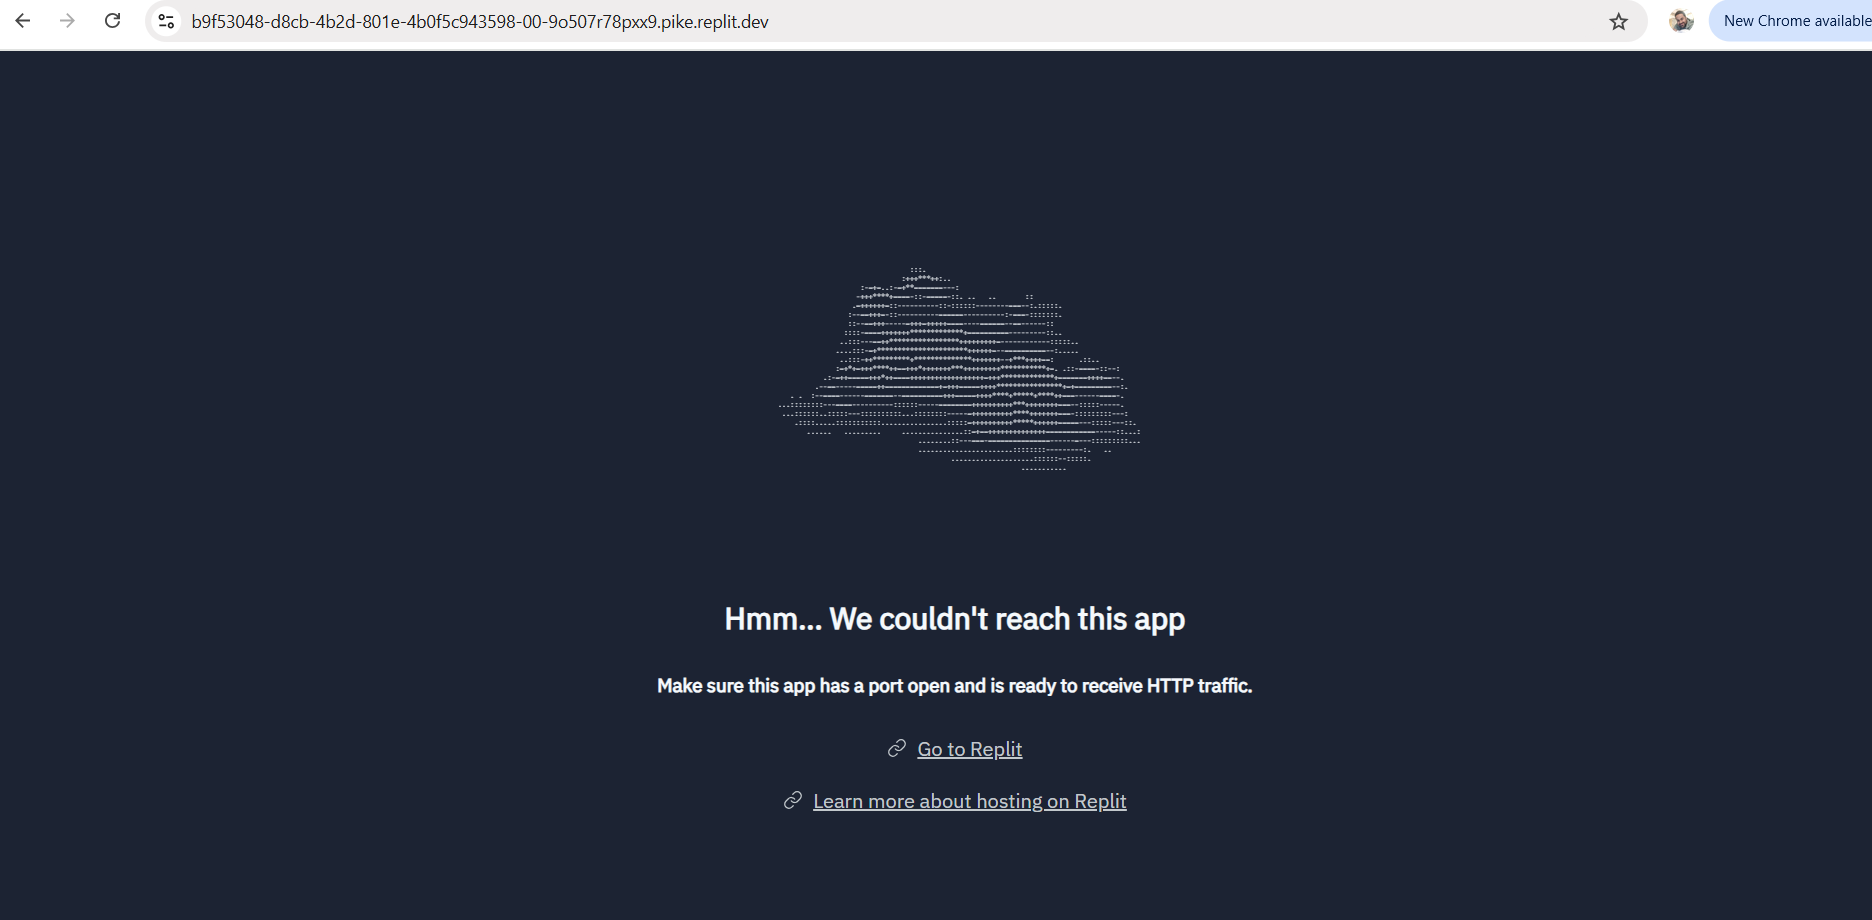 b9f53048-d8cb-4b2d-801e-4b0f5c943598-00-9o507r78pxx9.pike.replit.dev
New Chrome available
Hmm... We couldn't reach this app
Make sure this app has a port open and is ready to receive HTTP traffic.
Go to Replit
Learn more about hosting on Replit